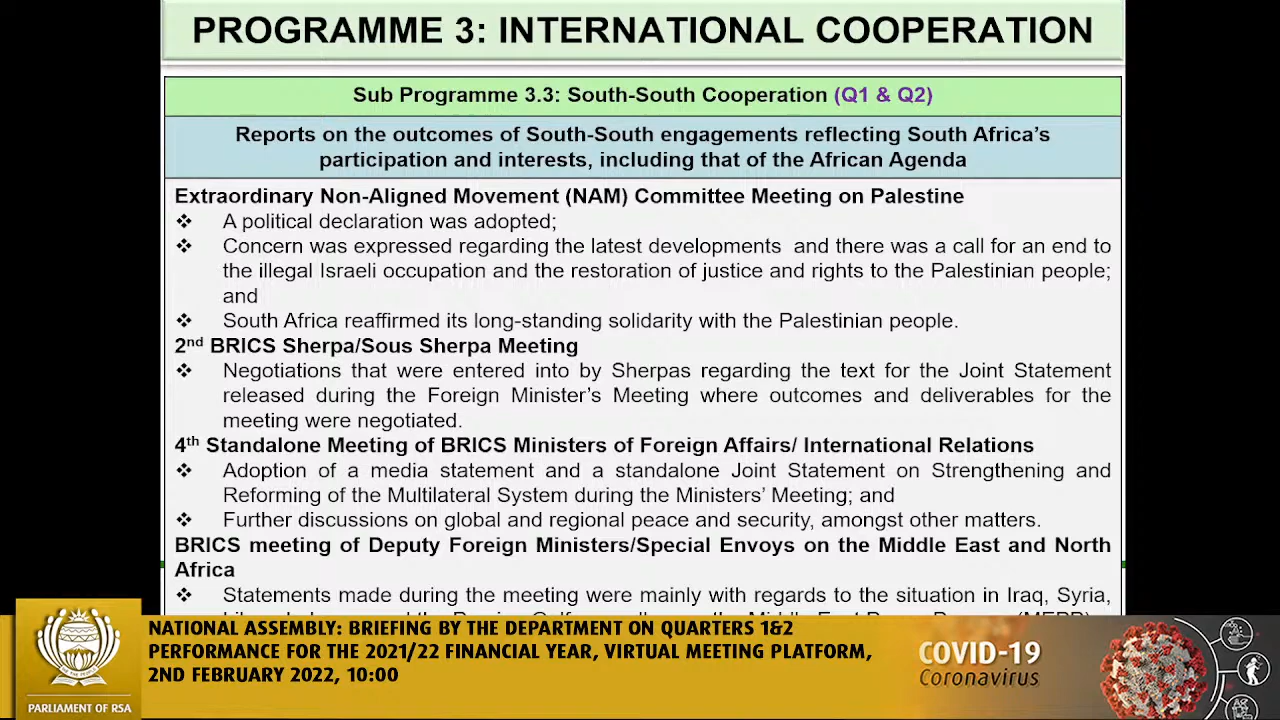 PROGRAMME 3: INTERNATIONAL COOPERATION
Sub Programme 3.3: South-South Cooperation (Q1 & Q2)
Reports on the outcomes of South-South engagements reflecting South Africa's
participation and interests, including that of the African Agenda
Extraordinary Non-Aligned Movement (NAM) Committee Meeting on Palestine
❖ A political declaration was adopted;
❖ Concern was expressed regarding the latest developments and there was a call for an end to
the illegal Israeli occupation and the restoration of justice and rights to the Palestinian people;
and
❖ South Africa reaffirmed its long-standing solidarity with the Palestinian people.
2nd BRICS Sherpa/Sous Sherpa Meeting
❖ Negotiations that were entered into by Sherpas regarding the text for the Joint Statement
released during the Foreign Minister's Meeting where outcomes and deliverables for the
meeting were negotiated.
4th Standalone Meeting of BRICS Ministers of Foreign Affairs/ International Relations
❖ Adoption of a media statement and a standalone Joint Statement on Strengthening and
Reforming of the Multilateral System during the Ministers' Meeting; and
❖ Further discussions on global and regional peace and security, amongst other matters.
BRICS meeting of Deputy Foreign Ministers/Special Envoys on the Middle East and North
Africa
❖ Statements made during the meeting were mainly with regards to the situation in Iraq, Syria,
NATIONAL ASSEMBLY: BRIEFING BY THE DEPARTMENT ON QUARTERS 1&2
PERFORMANCE FOR THE 2021/22 FINANCIAL YEAR, VIRTUAL MEETING PLATFORM,
2ND FEBRUARY 2022, 10:00
PARLIAMENT OF RSA
COVID-19
Coronavirus